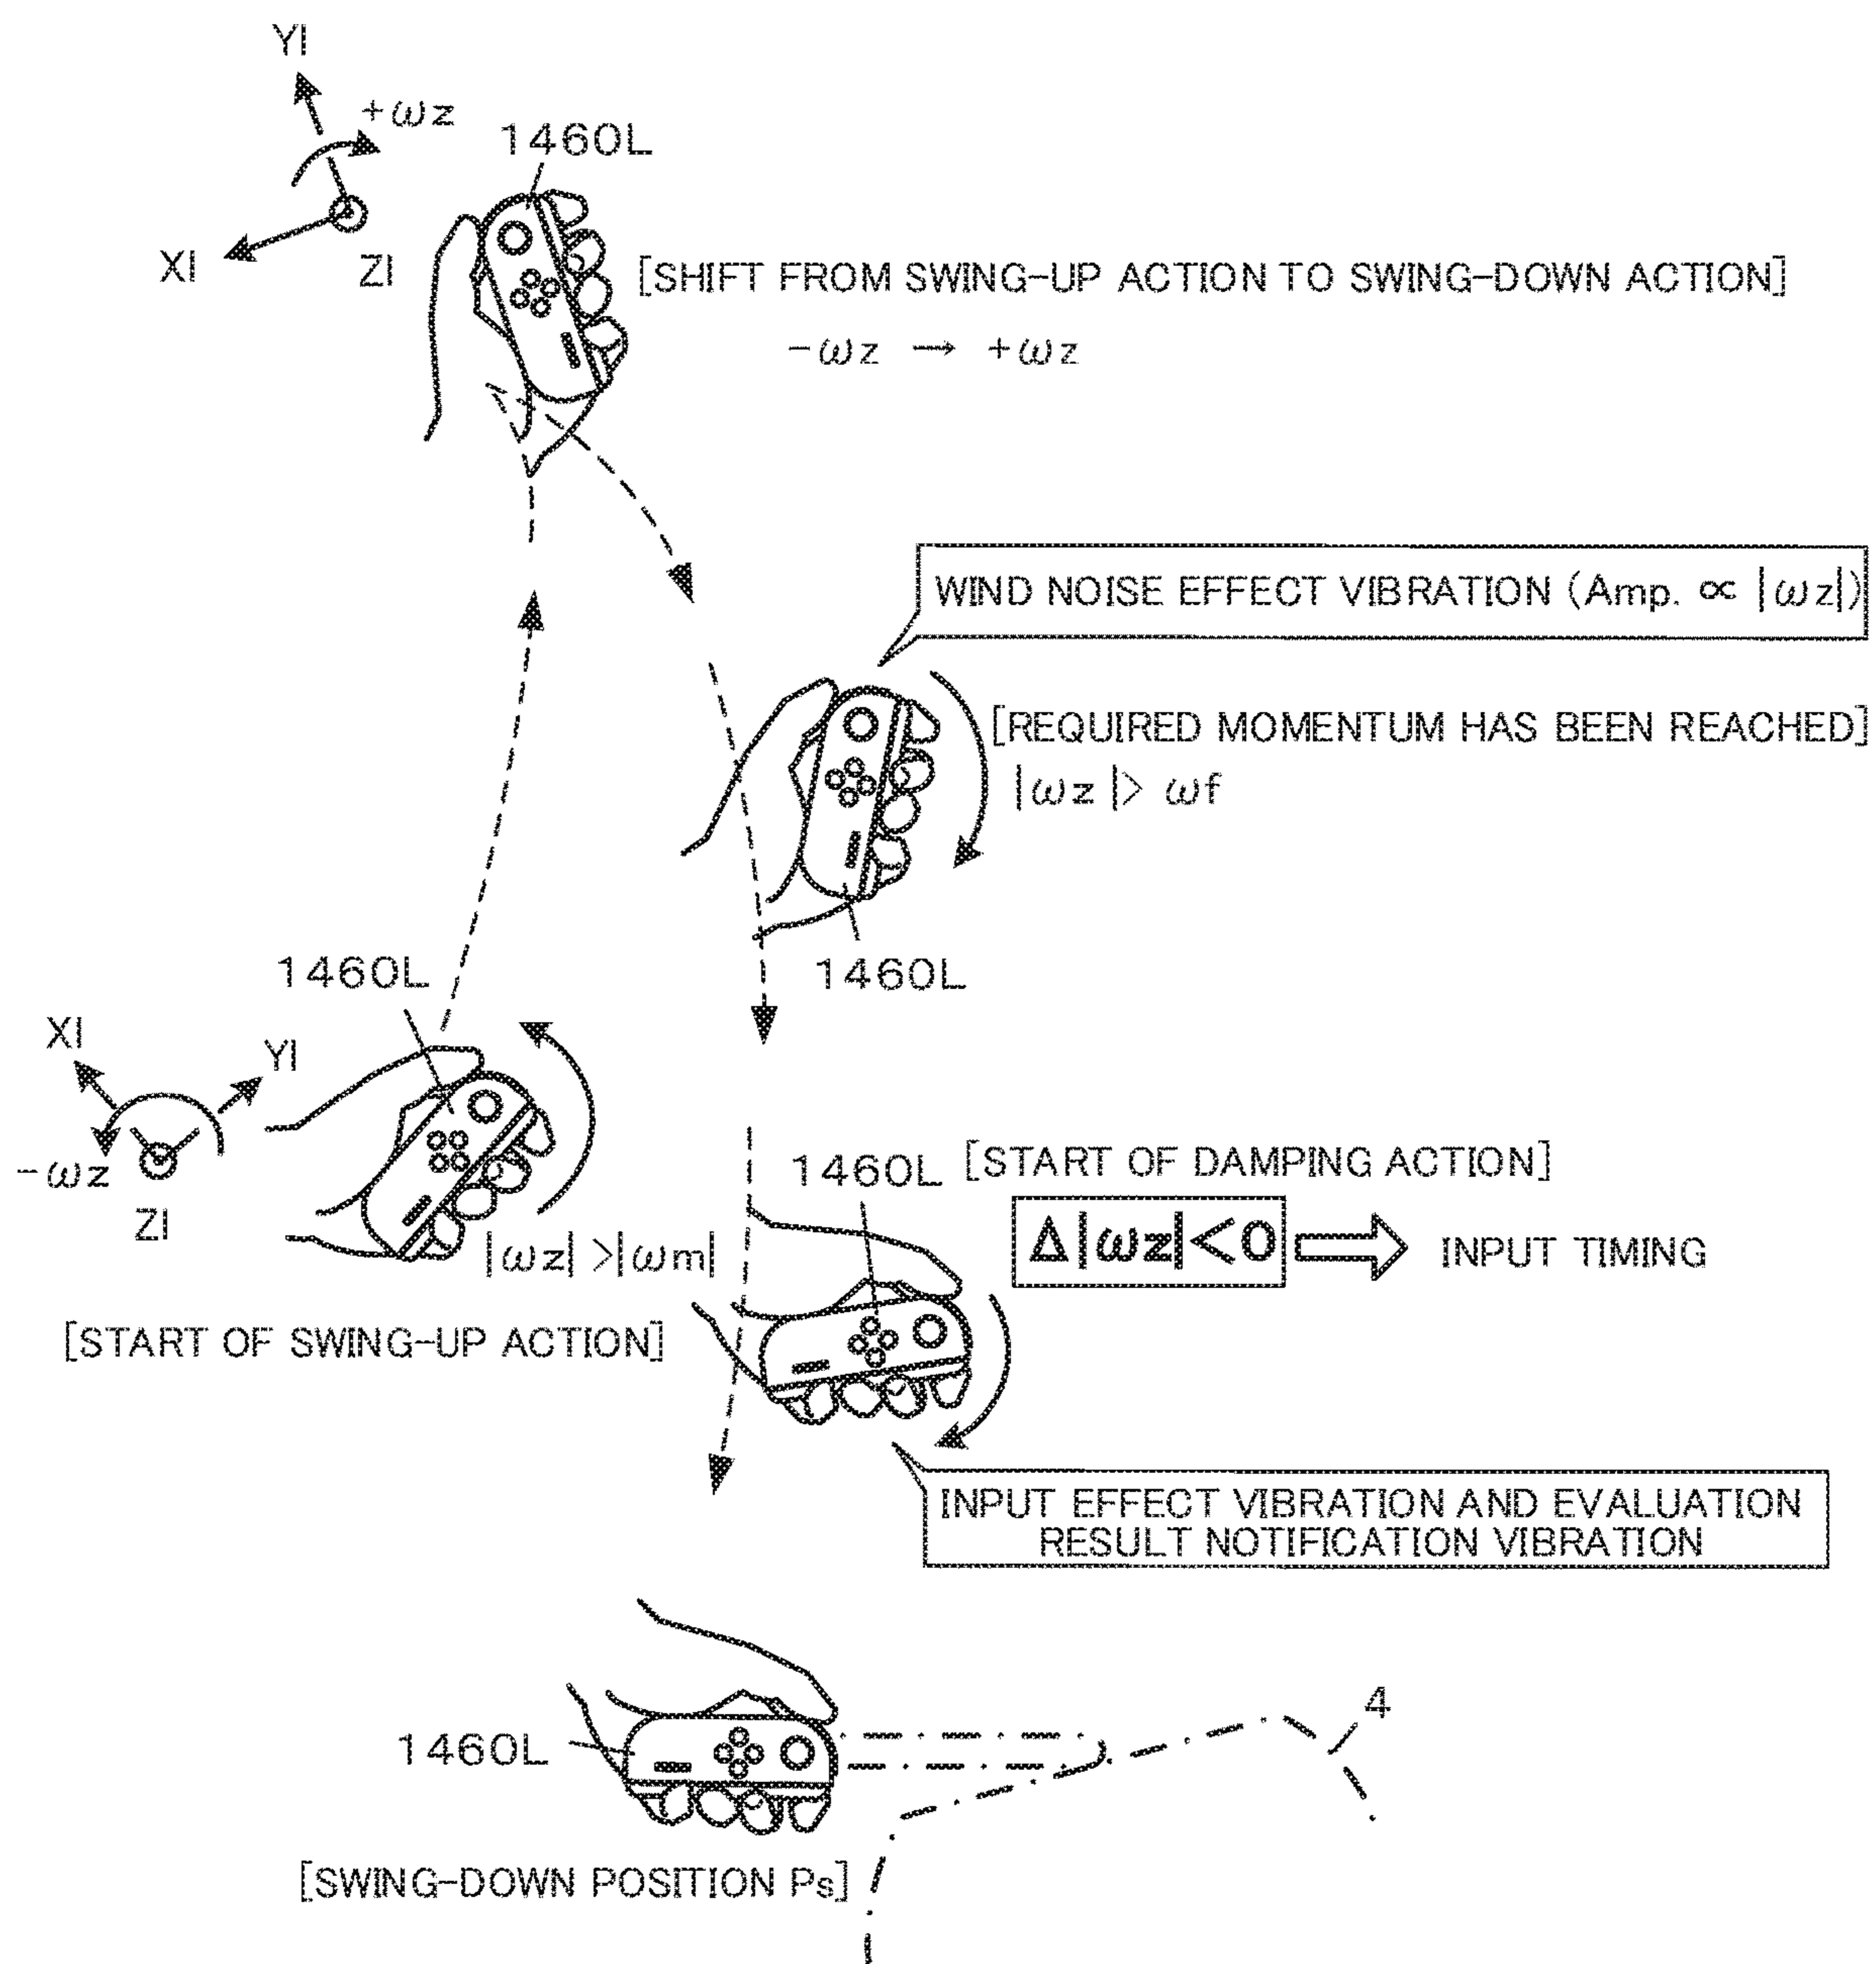 YI
+ωz
1460L
XI
ZI
[SHIFT FROM SWING-UP ACTION TO SWING-DOWN ACTION]
-ωz → +ωz
WIND NOISE EFFECT VIBRATION (Amp. ∝ |ωz|)
[REQUIRED MOMENTUM HAS BEEN REACHED]
|ωz|> ωf
1460L
1460L
XI
YI
-ωz
ZI
|ωz| >|ωm|
[START OF SWING-UP ACTION]
1460L
[START OF DAMPING ACTION]
Δ|ωz|<0
INPUT TIMING
INPUT EFFECT VIBRATION AND EVALUATION
RESULT NOTIFICATION VIBRATION
4
1460L
[SWING-DOWN POSITION Ps]